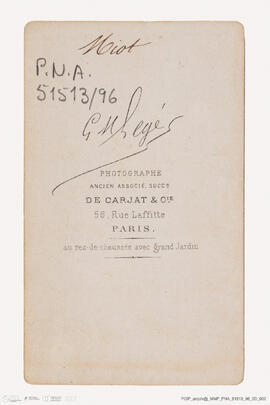 Miot
P.N.A.
51513/96
G M Legé
PHOTOGRAPHE
ANCIEN ASSOCIÉ, SUCCR
DE CARJAT & CIE
56, Rue Laffitte
PARIS.
au rez-de-chaussée avec grand Jardin